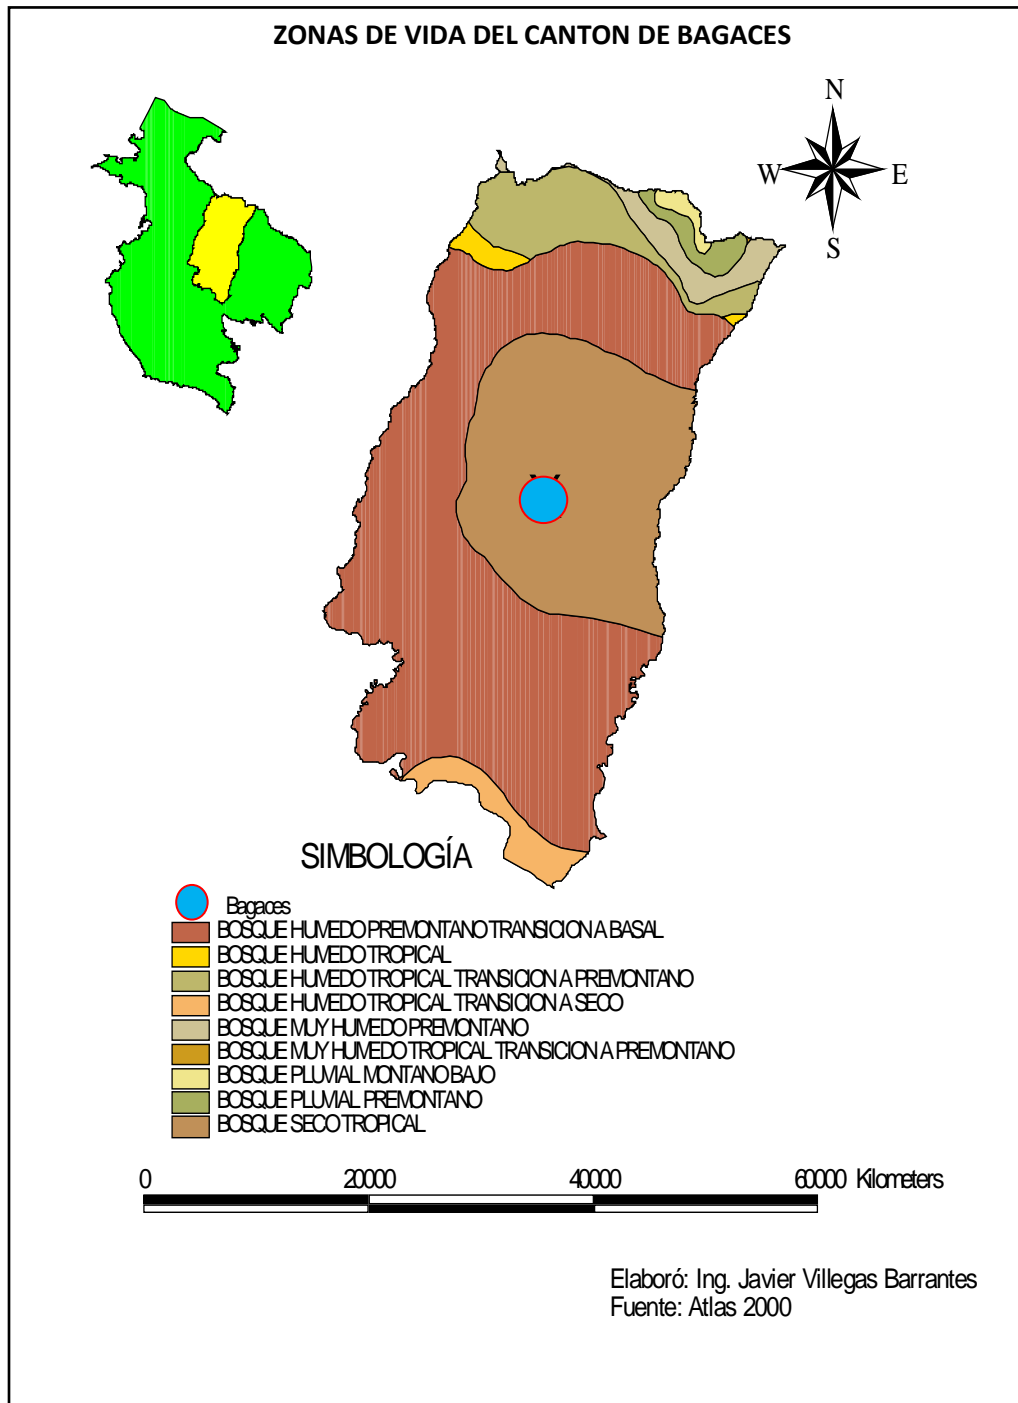 ZONAS DE VIDA DEL CANTON DE BAGACES
N
W
E
S
SIMBOLOGÍA
Bagaces
BOSQUE HUMEDO PREMONTANO TRANSICION A BASAL
BOSQUE HUMEDO TROPICAL
BOSQUE HUMEDO TROPICAL TRANSICION A PREMONTANO
BOSQUE HUMEDO TROPICAL TRANSICION A SECO
BOSQUE MUY HUMEDO PREMONTANO
BOSQUE MUY HUMEDO TROPICAL TRANSICION A PREMONTANO
BOSQUE PLUVIAL MONTANO BAJO
BOSQUE PLUVIAL PREMONTANO
BOSQUE SECO TROPICAL
0 20000 40000 60000 Kilometers
Elaboró: Ing. Javier Villegas Barrantes
Fuente: Atlas 2000